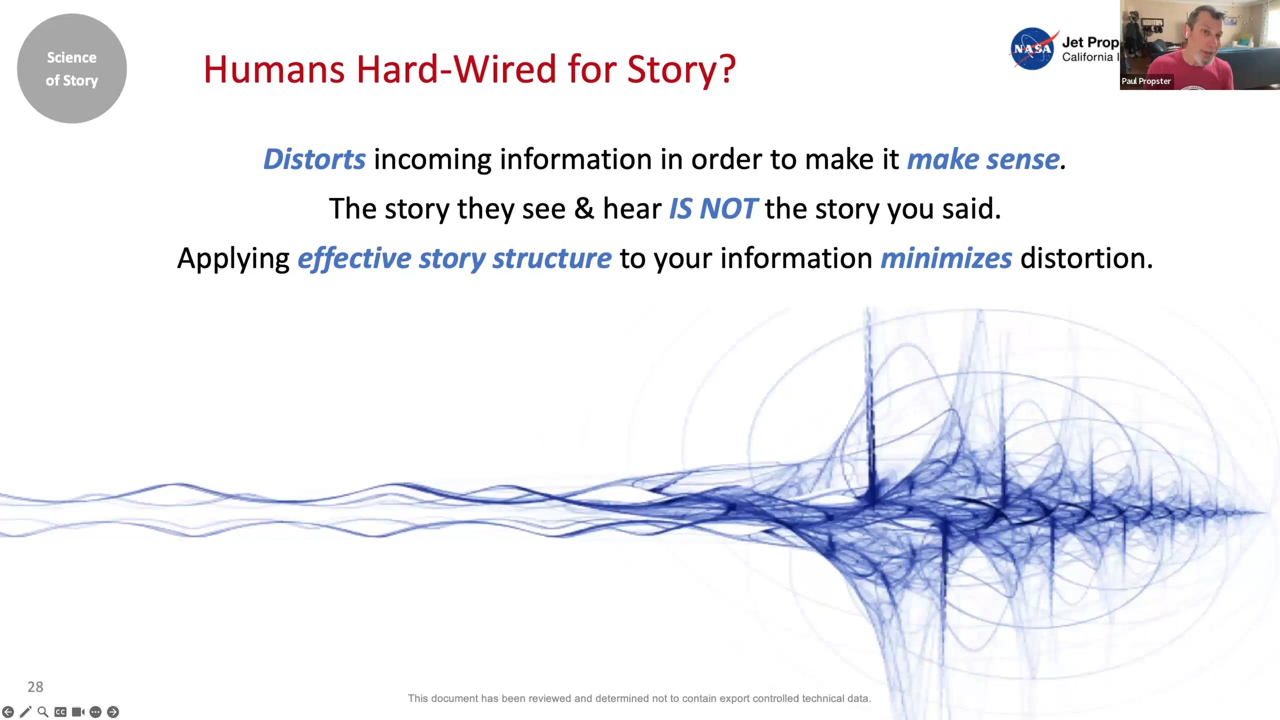 Science
of Story
Humans Hard-Wired for Story?
NASA
Jet Prop
California I
Paul Propster
Distorts incoming information in order to make it make sense.
The story they see & hear IS NOT the story you said.
Applying effective story structure to your information minimizes distortion.
28
This document has been reviewed and determined not to contain export controlled technical data.
CC